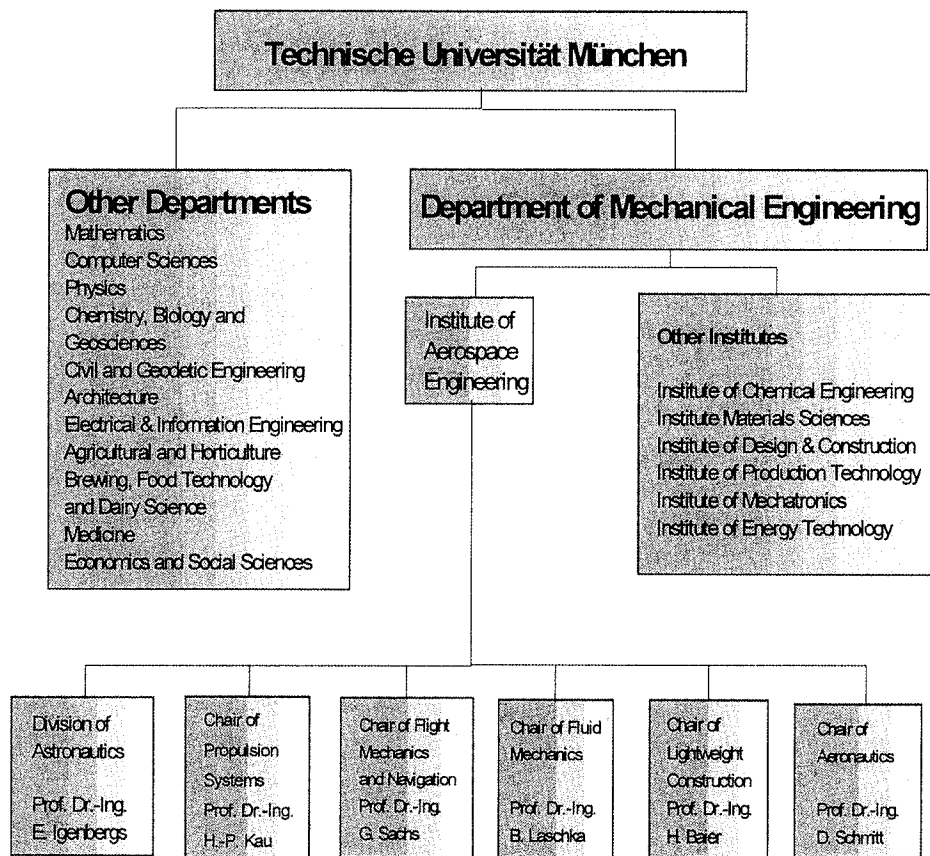 Technische Universität München
Other Departments
Mathematics
Computer Sciences
Physics
Chemistry, Biology and
Geosciences
Civil and Geodetic Engineering
Architecture
Electrical & Information Engineering
Agricultural and Horticulture
Brewing, Food Technology
and Dairy Science
Medicine
Economics and Social Sciences
Department of Mechanical Engineering
Institute of
Aerospace
Engineering
Other Institutes
Institute of Chemical Engineering
Institute Materials Sciences
Institute of Design & Construction
Institute of Production Technology
Institute of Mechatronics
Institute of Energy Technology
Division of
Astronautics
Prof. Dr.-Ing.
E. Igenbergs
Chair of
Propulsion
Systems
Prof. Dr.-Ing.
H.-P. Kau
Chair of Flight
Mechanics
and Navigation
Prof. Dr.-Ing.
G. Sachs
Chair of Fluid
Mechanics
Prof. Dr.-Ing.
B. Laschka
Chair of
Lightweight
Construction
Prof. Dr.-Ing
H. Baier
Chair of
Aeronautics
Prof. Dr.-Ing
D. Schmitt